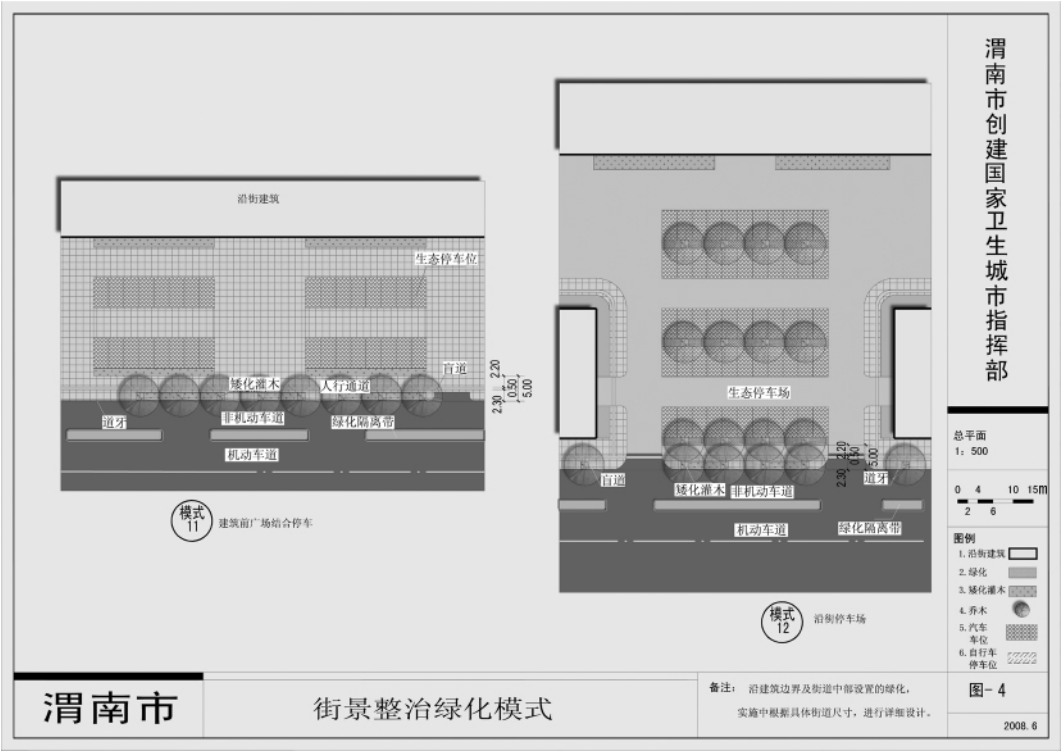 沿街建筑
生态停车位
盲道
矮化灌木
人行通道
道牙
非机动车道
绿化隔离带
机动车道
2.20
0.50
5.00
2.30
模式
11
建筑前广场结合停车
生态停车场
2.20
0.50
5.00
2.30
盲道
道牙
矮化灌木
非机动车道
绿化隔离带
机动车道
模式
12
沿街停车场
渭南市创建国家卫生城市指挥部
总平面
1: 500
0 4 10 15m
2 6
图例
1.沿街建筑
2.绿化
3.矮化灌木
4.乔木
5.汽车
车位
6.自行车
停车位
渭南市
街景整治绿化模式
备注: 沿建筑边界及街道中部设置的绿化,
实施中根据具体街道尺寸,进行详细设计。
图-4
2008.6